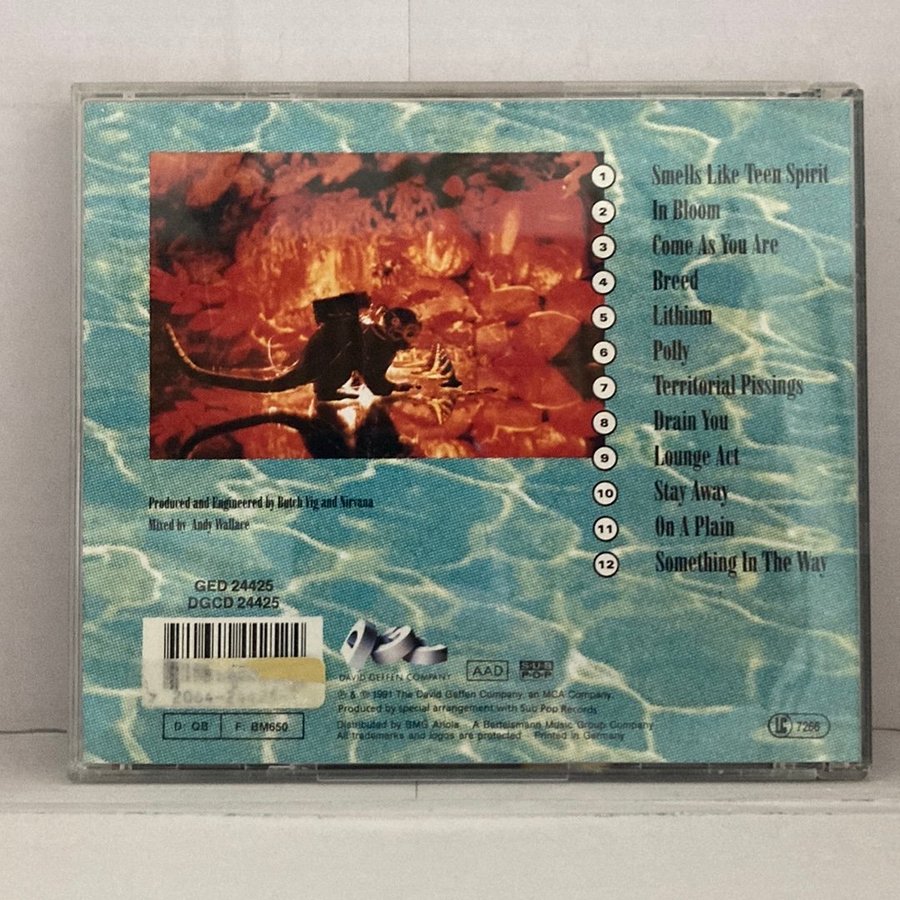 1 Smells Like Teen Spirit
2 In Bloom
3 Come As You Are
4 Breed
5 Lithium
6 Polly
7 Territorial Pissings
8 Drain You
9 Lounge Act
10 Stay Away
11 On A Plain
12 Something In The Way
Produced and Engineered by Butch Vig and Nirvana
Mixed by Andy Wallace
GED 24425
DGCD 24425
D: QB F: BM650
DAVID GEFFEN COMPANY
AAD
SUB
POP
℗ & © 1991 The David Geffen Company, an MCA Company.
Produced by special arrangement with Sub Pop Records
Distributed by BMG Ariola - A Bertelsmann Music Group Company
All trademarks and logos are protected - Printed in Germany
LC 7266